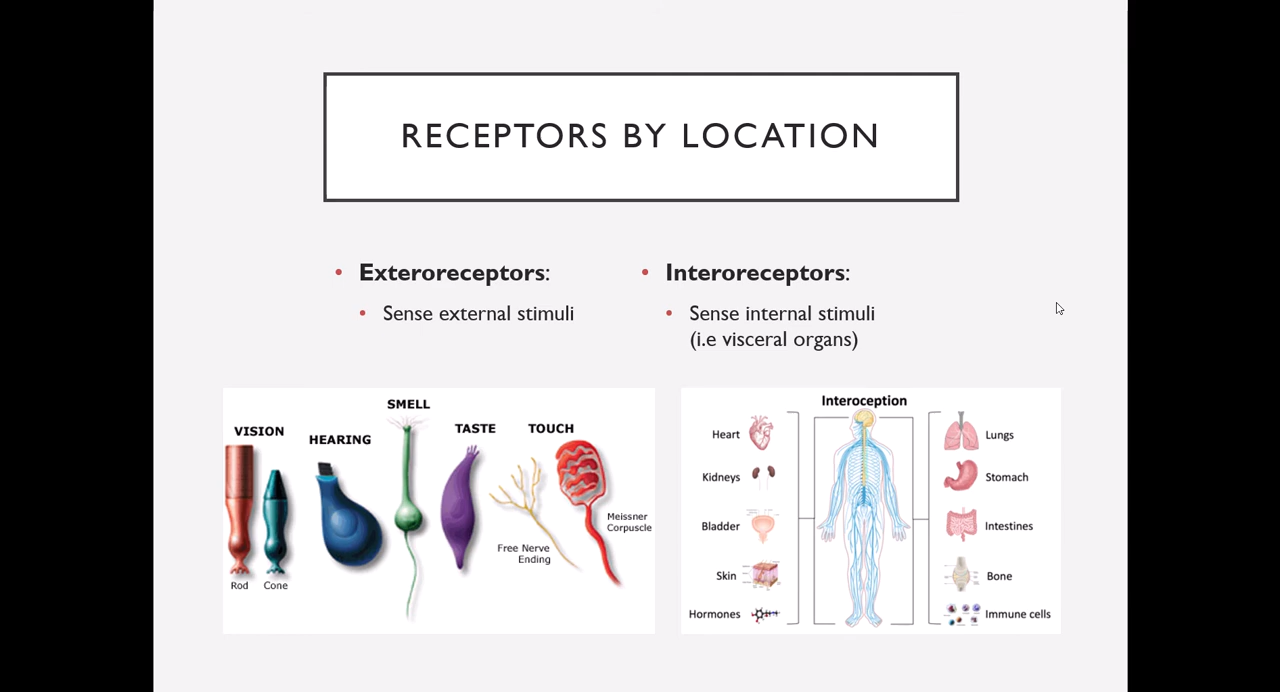 RECEPTORS BY LOCATION
• Exteroreceptors:
• Sense external stimuli
• Interoreceptors:
• Sense internal stimuli
(i.e visceral organs)
VISION
HEARING
SMELL
TASTE
TOUCH
Rod
Cone
Free Nerve
Ending
Meissner
Corpuscle
Interoception
Heart
Kidneys
Bladder
Skin
Hormones
Lungs
Stomach
Intestines
Bone
Immune cells